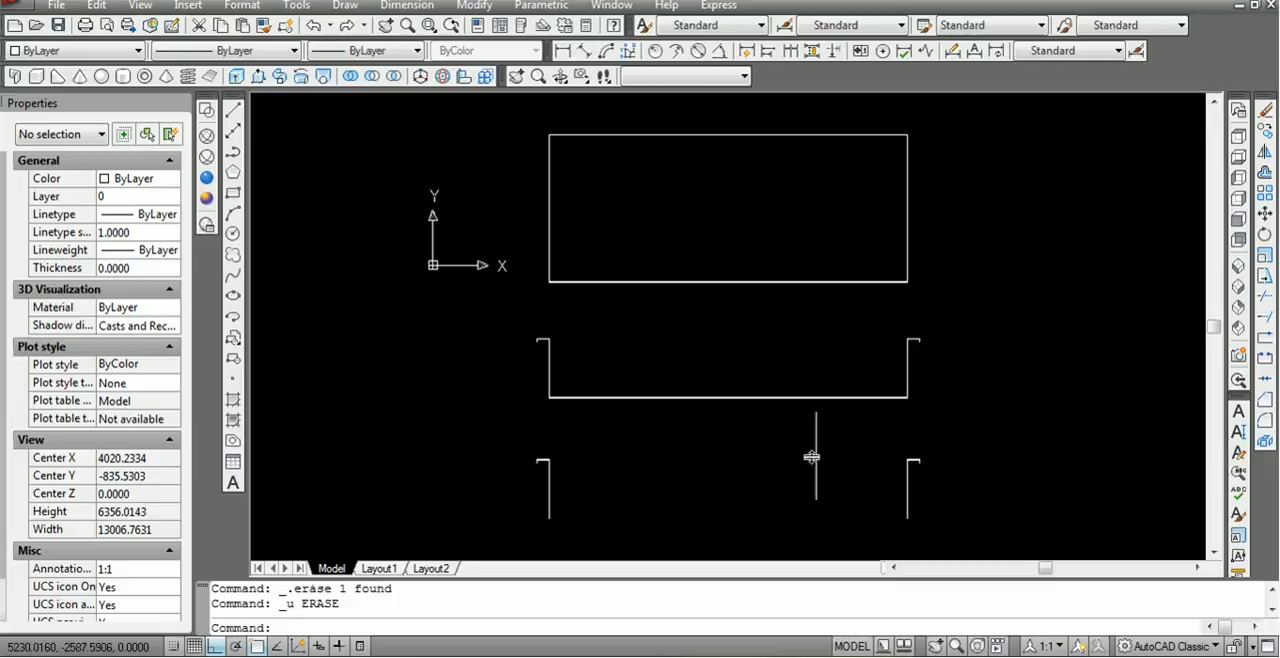 File Edit View Insert Format Tools Draw Dimension Modify Parametric Window Help Express
Standard Standard Standard Standard
ByLayer ByLayer ByLayer ByColor Standard
Properties
No selection
General
Color ByLayer
Layer 0
Linetype ByLayer
Linetype s... 1.0000
Lineweight ByLayer
Thickness 0.0000
3D Visualization
Material ByLayer
Shadow di... Casts and Rec...
Plot style
Plot style ByColor
Plot style t... None
Plot table ... Model
Plot table t... Not available
View
Center X 4020.2334
Center Y -835.5303
Center Z 0.0000
Height 6356.0143
Width 13006.7631
Misc
Annotatio... 1:1
UCS icon On Yes
UCS icon a... Yes
Y
X
Model Layout1 Layout2
Command: _.erase 1 found
Command: _u ERASE
Command:
5230.0160, -2587.5906, 0.0000
MODEL
1:1
AutoCAD Classic